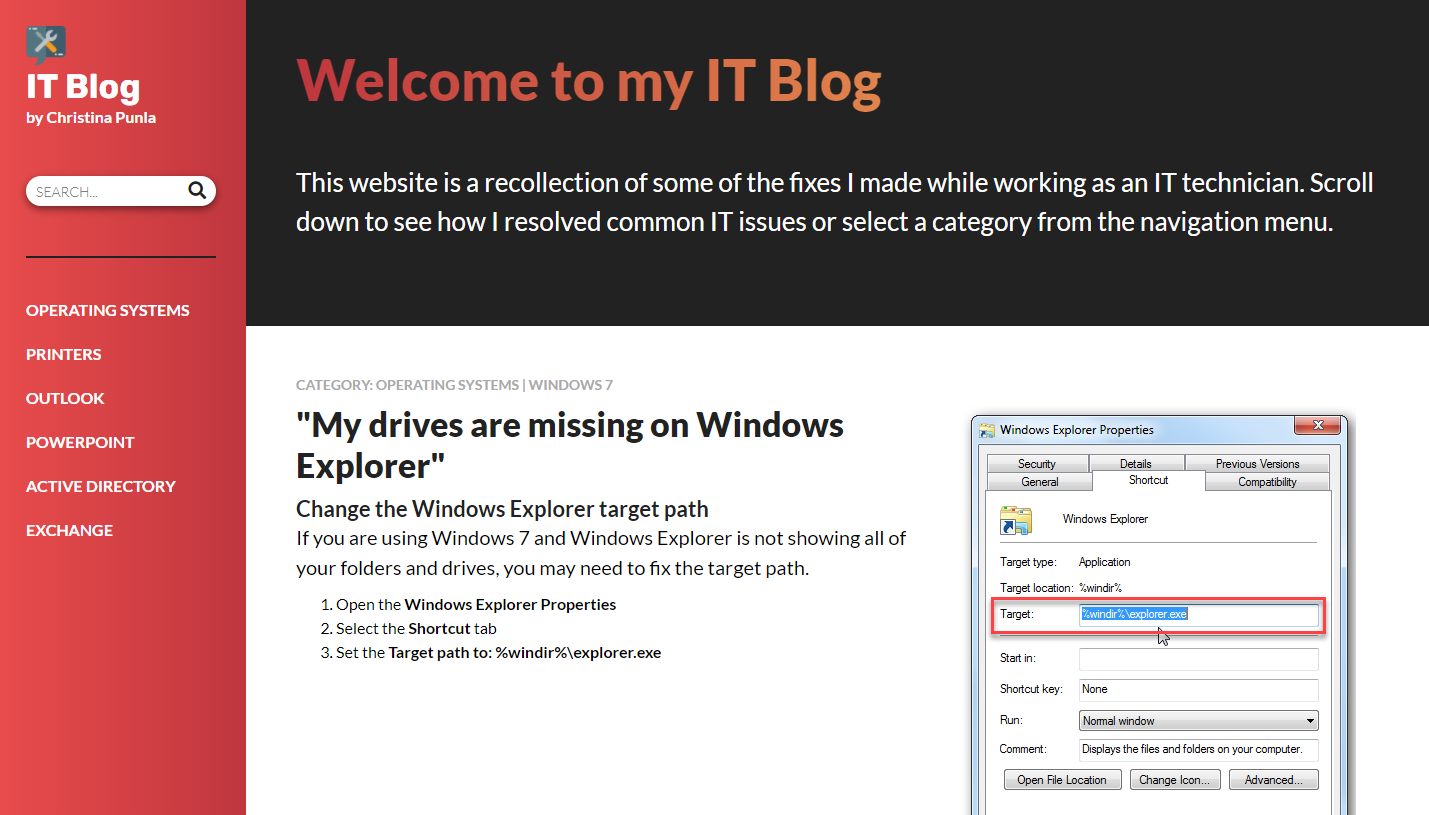 IT Blog
by Christina Punla
SEARCH...
OPERATING SYSTEMS
PRINTERS
OUTLOOK
POWERPOINT
ACTIVE DIRECTORY
EXCHANGE
Welcome to my IT Blog
This website is a recollection of some of the fixes I made while working as an IT technician. Scroll
down to see how I resolved common IT issues or select a category from the navigation menu.
CATEGORY: OPERATING SYSTEMS | WINDOWS 7
"My drives are missing on Windows
Explorer"
Change the Windows Explorer target path
If you are using Windows 7 and Windows Explorer is not showing all of
your folders and drives, you may need to fix the target path.
1. Open the Windows Explorer Properties
2. Select the Shortcut tab
3. Set the Target path to: %windir%\explorer.exe
Windows Explorer Properties
Security Details Previous Versions
General Shortcut Compatibility
Windows Explorer
Target type: Application
Target location: %windir%
Target: %windir%\explorer.exe
Start in:
Shortcut key: None
Run: Normal window
Comment: Displays the files and folders on your computer.
Open File Location Change Icon... Advanced...